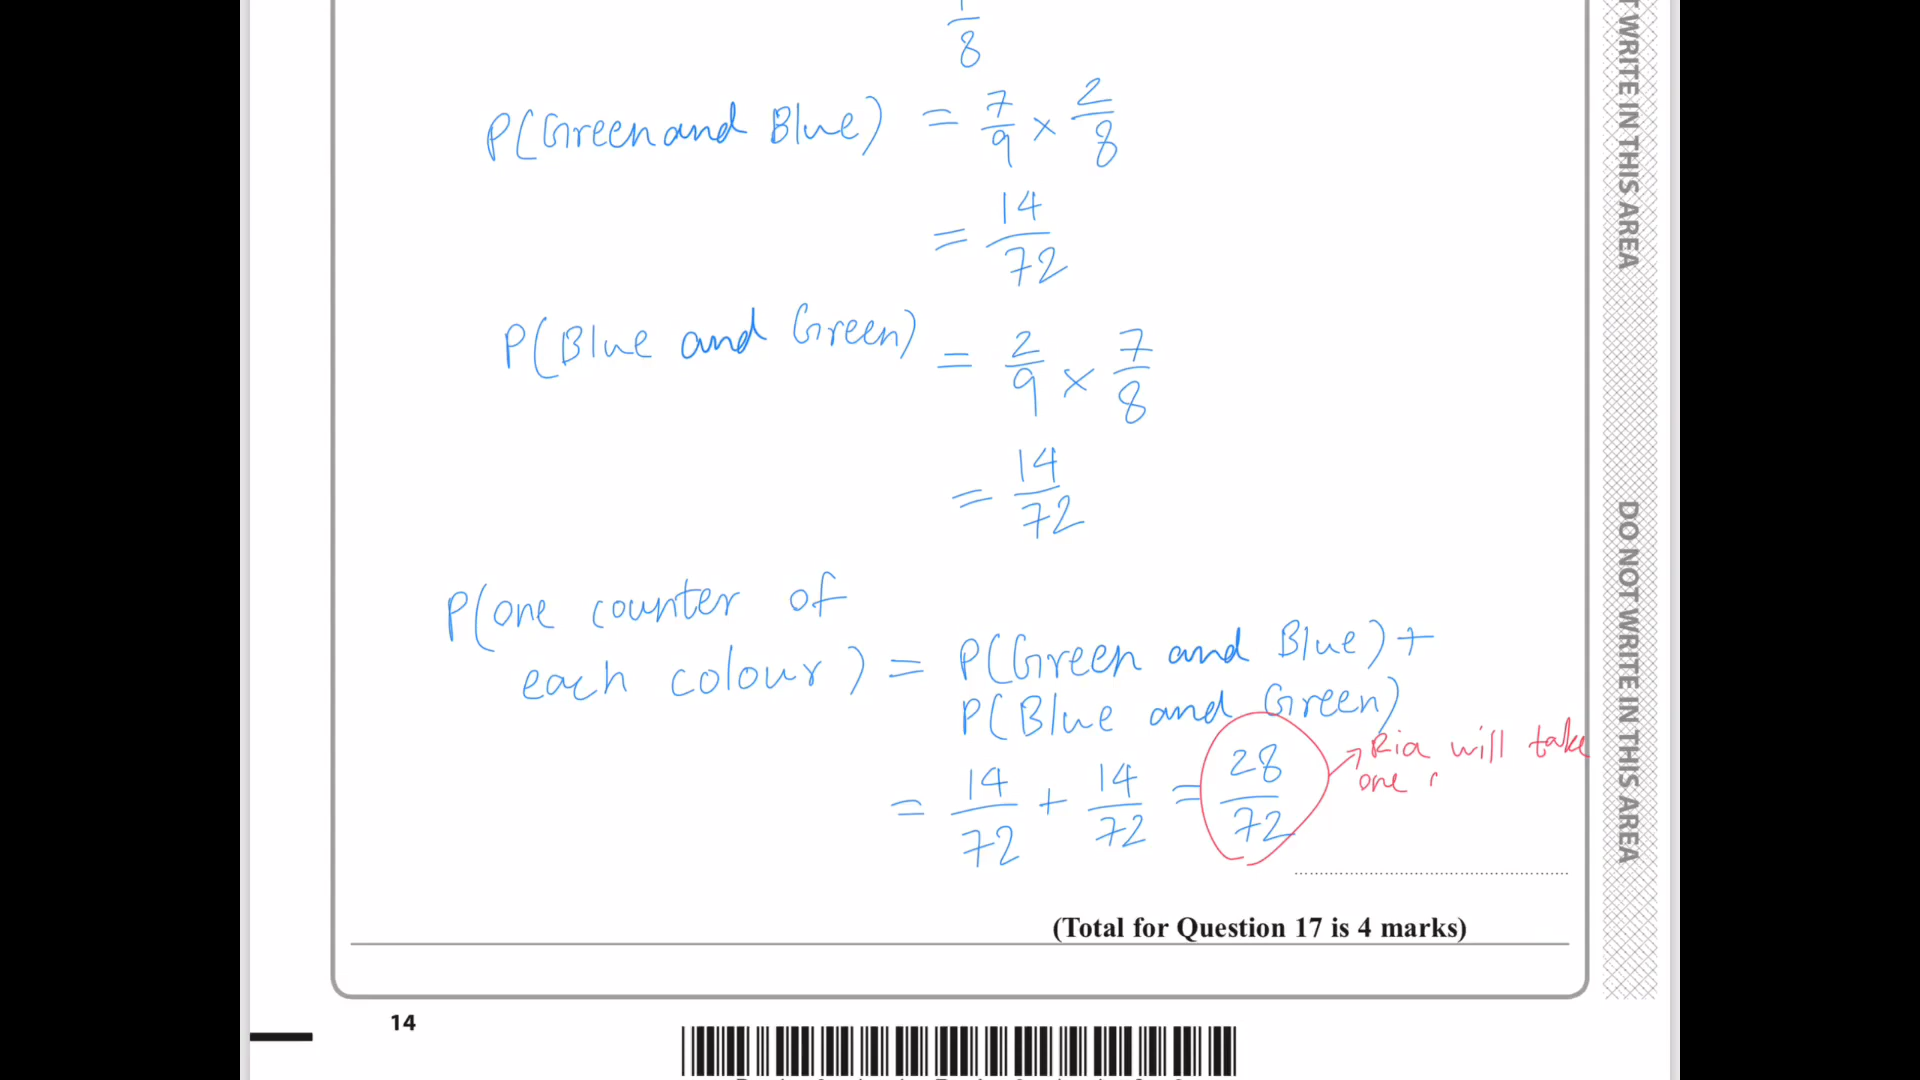 1/8
P(Green and Blue) = 7/9 × 2/8
= 14/72
P(Blue and Green) = 2/9 × 7/8
= 14/72
P(one counter of
each colour) = P(Green and Blue) +
P(Blue and Green)
= 14/72 + 14/72 = 28/72
Ria will take
one
(Total for Question 17 is 4 marks)
14
WRITE IN THIS AREA
DO NOT WRITE IN THIS AREA